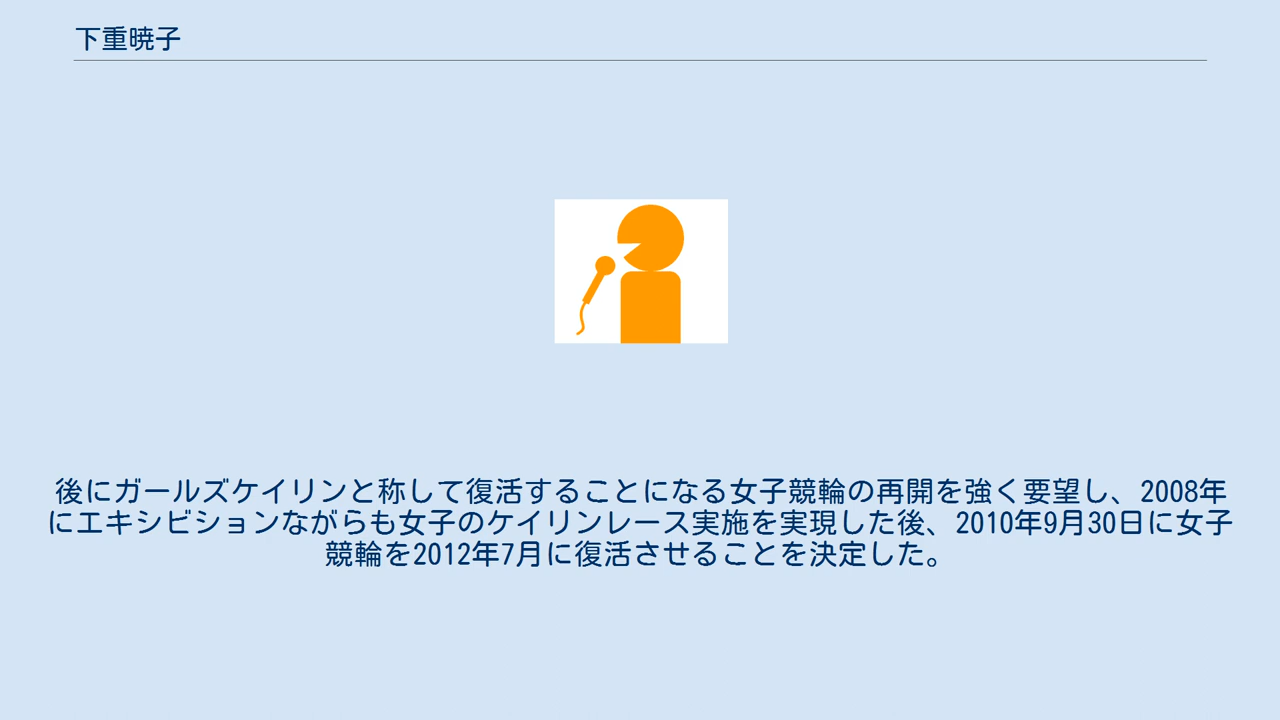 下重暁子
後にガールズケイリンと称して復活することになる女子競輪の再開を強く要望し、2008年
にエキシビションながらも女子のケイリンレース実施を実現した後、2010年9月30日に女子
競輪を2012年7月に復活させることを決定した。